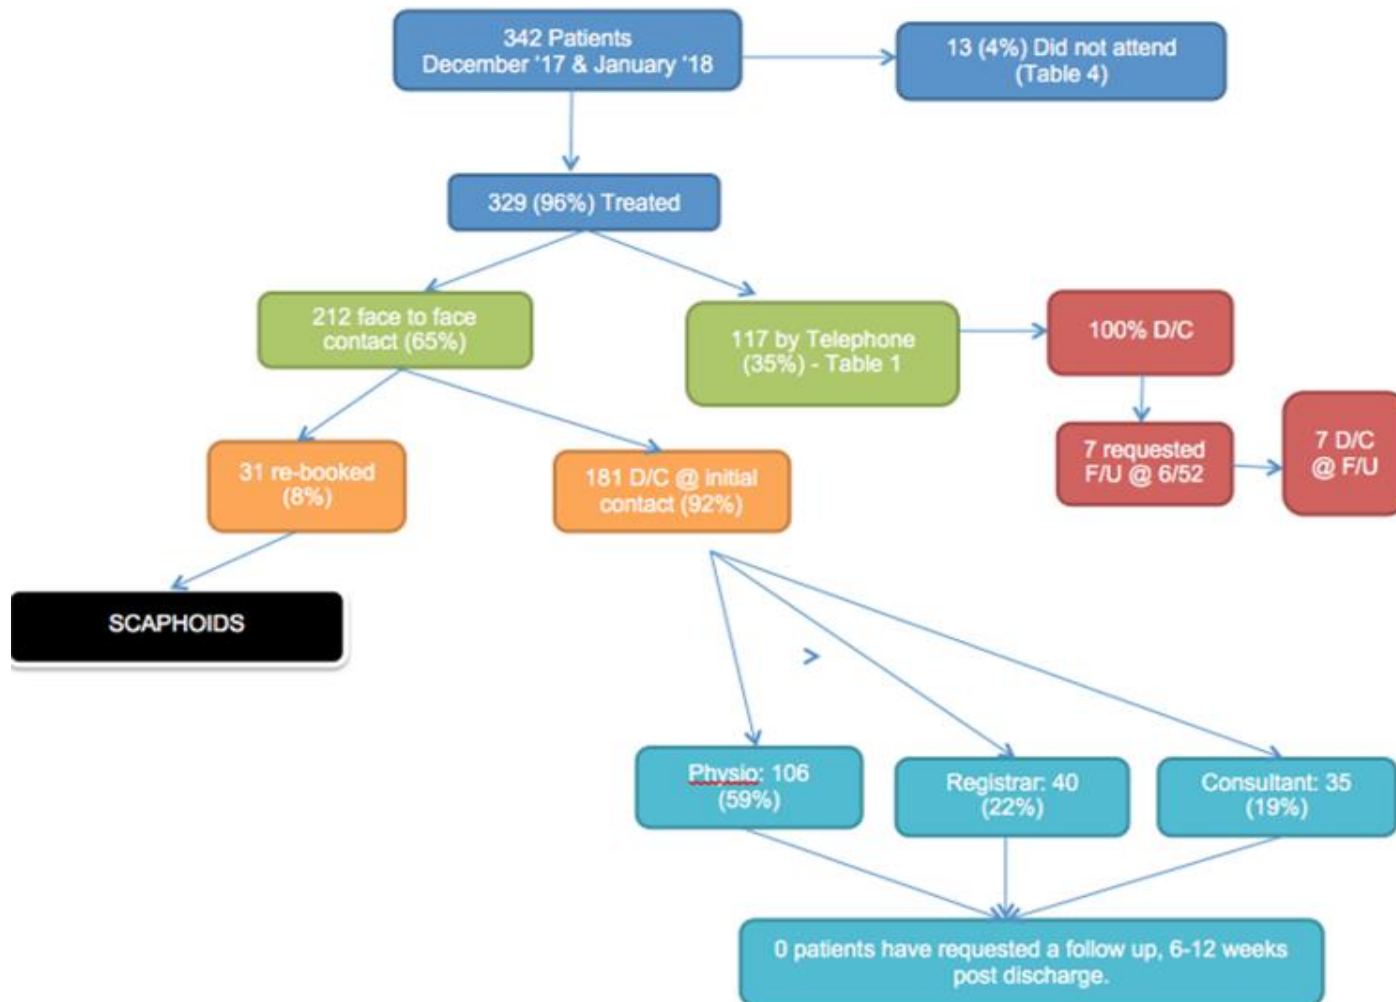 342 Patients
December '17 & January '18
13 (4%) Did not attend
(Table 4)
329 (96%) Treated
212 face to face
contact (65%)
117 by Telephone
(35%) - Table 1
100% D/C
31 re-booked
(8%)
181 D/C @ initial
contact (92%)
7 requested
F/U @ 6/52
7 D/C
@ F/U
SCAPHOIDS
Physio: 106
(59%)
Registrar: 40
(22%)
Consultant: 35
(19%)
0 patients have requested a follow up, 6-12 weeks
post discharge.